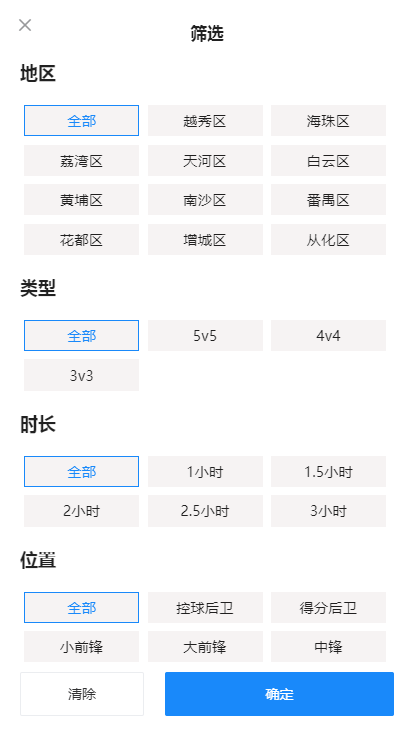 筛选
地区
全部 越秀区 海珠区
荔湾区 天河区 白云区
黄埔区 南沙区 番禺区
花都区 增城区 从化区
类型
全部 5v5 4v4
3v3
时长
全部 1小时 1.5小时
2小时 2.5小时 3小时
位置
全部 控球后卫 得分后卫
小前锋 大前锋 中锋
清除 确定